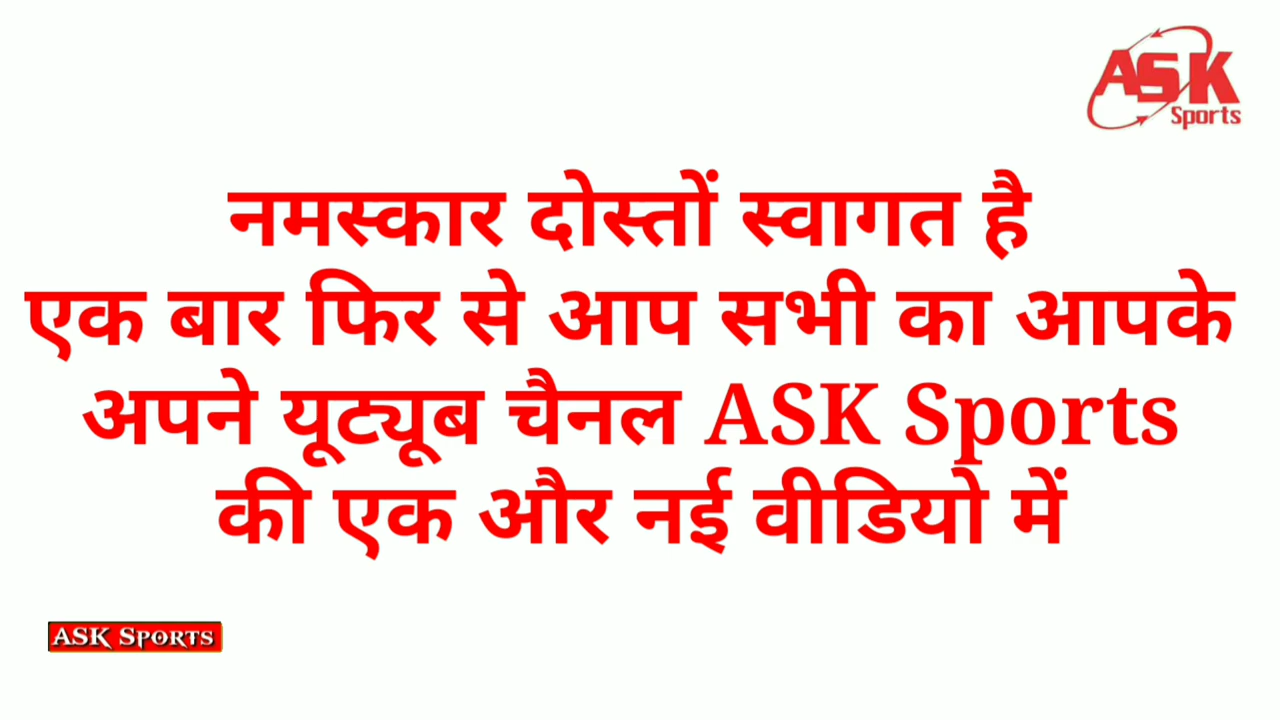 ASK
Sports
नमस्कार दोस्तों स्वागत है
एक बार फिर से आप सभी का आपके
अपने यूट्यूब चैनल ASK Sports
की एक और नई वीडियो में
ASK SPORTS